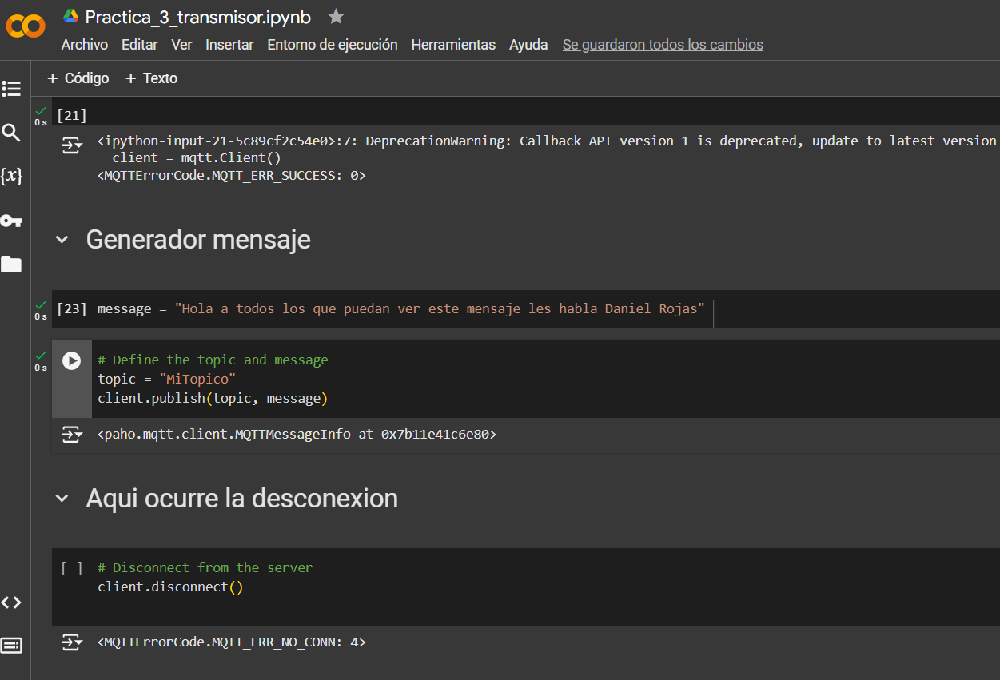 Practica_3_transmisor.ipynb
Archivo Editar Ver Insertar Entorno de ejecución Herramientas Ayuda Se guardaron todos los cambios
+ Código + Texto
0 s [21]
<ipython-input-21-5c89cf2c54e0>:7: DeprecationWarning: Callback API version 1 is deprecated, update to latest version
client = mqtt.Client()
<MQTTErrorCode.MQTT_ERR_SUCCESS: 0>
{x}
Generador mensaje
0 s [23] message = "Hola a todos los que puedan ver este mensaje les habla Daniel Rojas"
0 s # Define the topic and message
topic = "MiTopico"
client.publish(topic, message)
<paho.mqtt.client.MQTTMessageInfo at 0x7b11e41c6e80>
Aqui ocurre la desconexion
[ ] # Disconnect from the server
client.disconnect()
<MQTTErrorCode.MQTT_ERR_NO_CONN: 4>